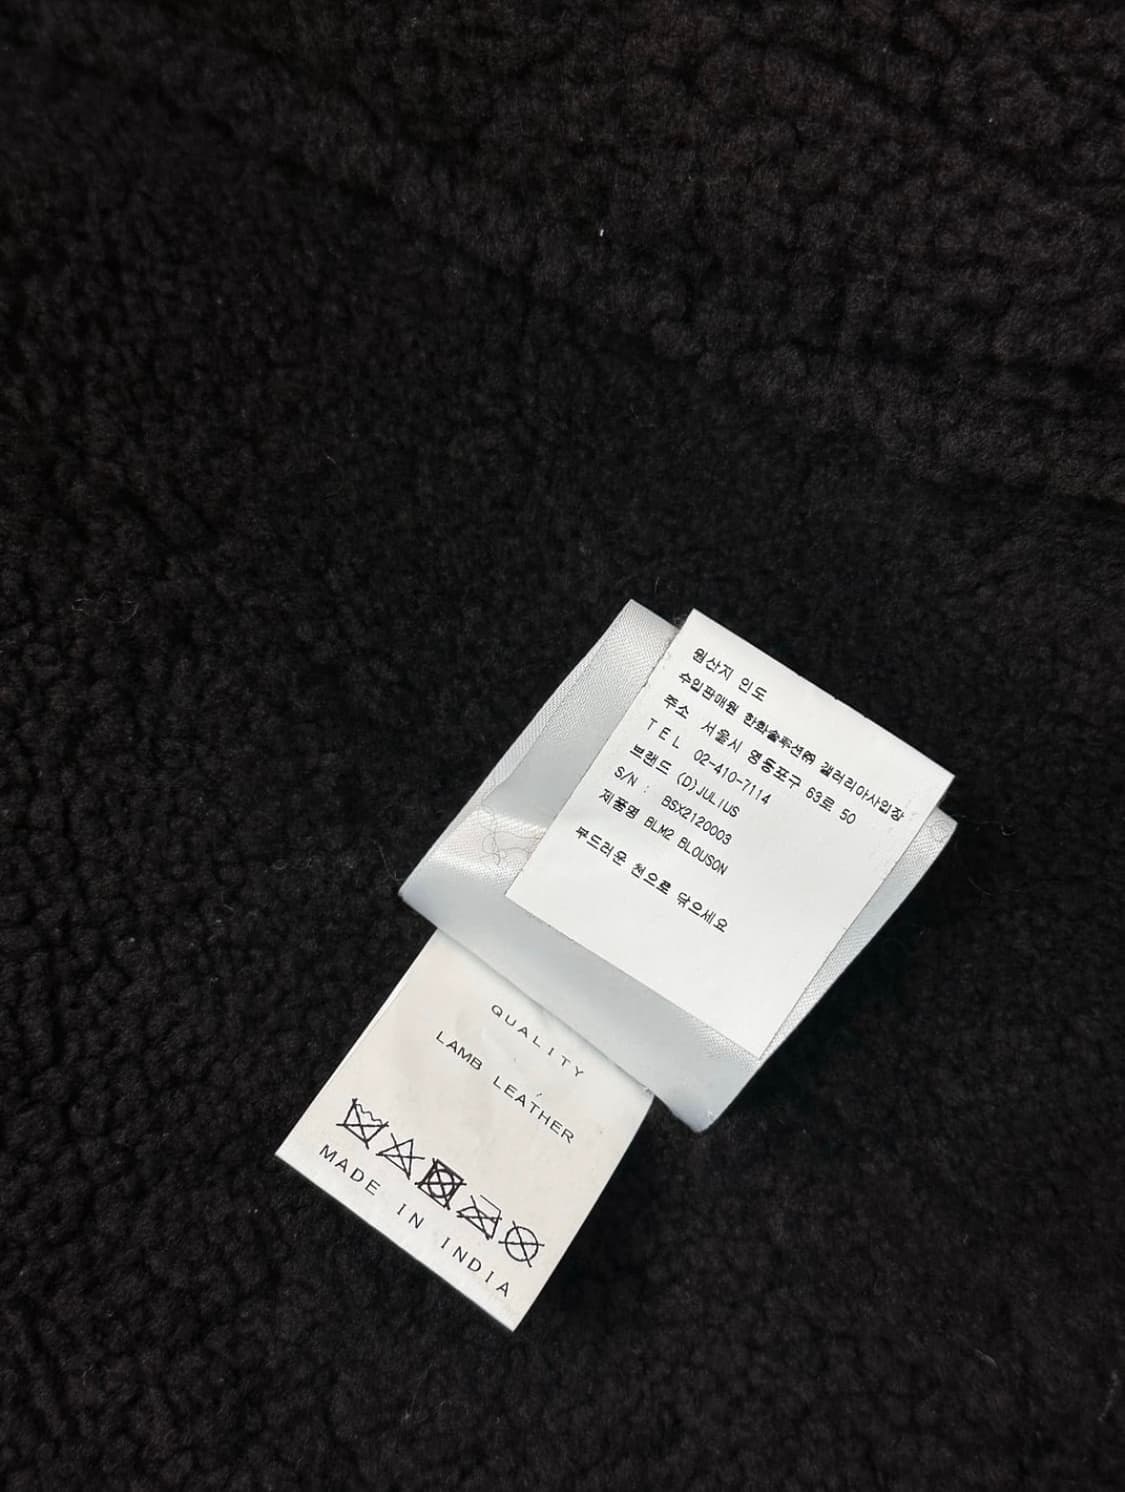 원산지 인도
수입판매원 한화솔루션㈜ 갤러리아사입장
주소 서울시 영등포구 63로 50
TEL 02-410-7114
브랜드 (D)JULIUS
S/N : BSX2120003
제품명 BLM2 BLOUSON
부드러운 천으로 닦으세요
QUALITY
LAMB LEATHER
MADE IN INDIA